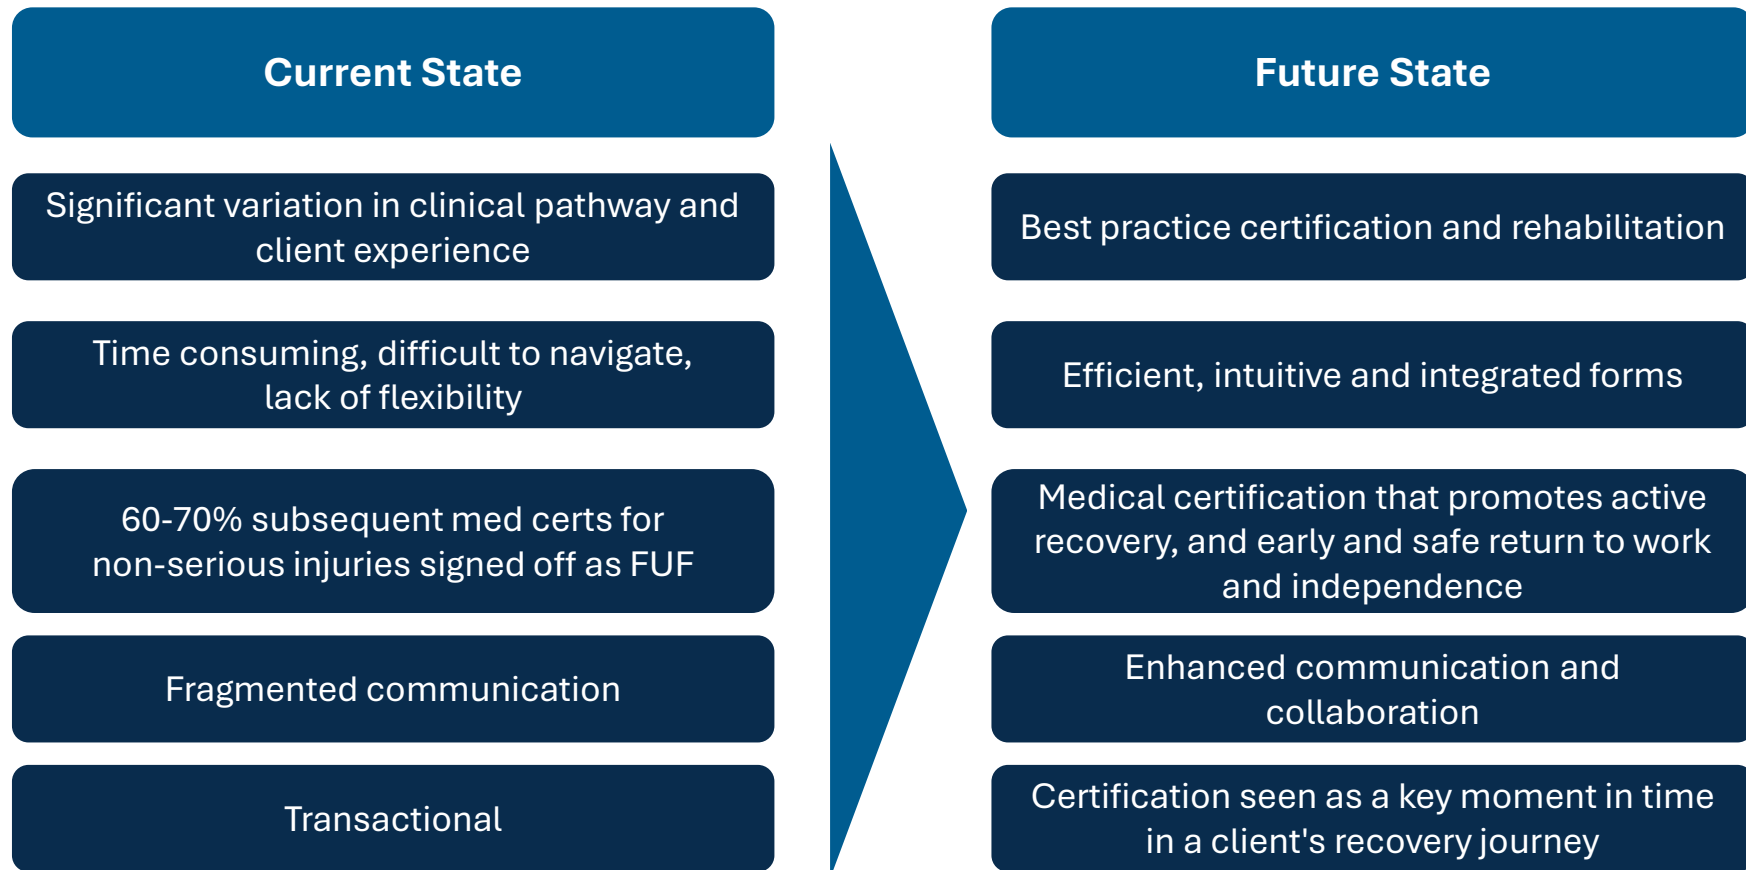 Current State
Significant variation in clinical pathway and
client experience
Time consuming, difficult to navigate,
lack of flexibility
60-70% subsequent med certs for
non-serious injuries signed off as FUF
Fragmented communication
Transactional
Future State
Best practice certification and rehabilitation
Efficient, intuitive and integrated forms
Medical certification that promotes active
recovery, and early and safe return to work
and independence
Enhanced communication and
collaboration
Certification seen as a key moment in time
in a client's recovery journey